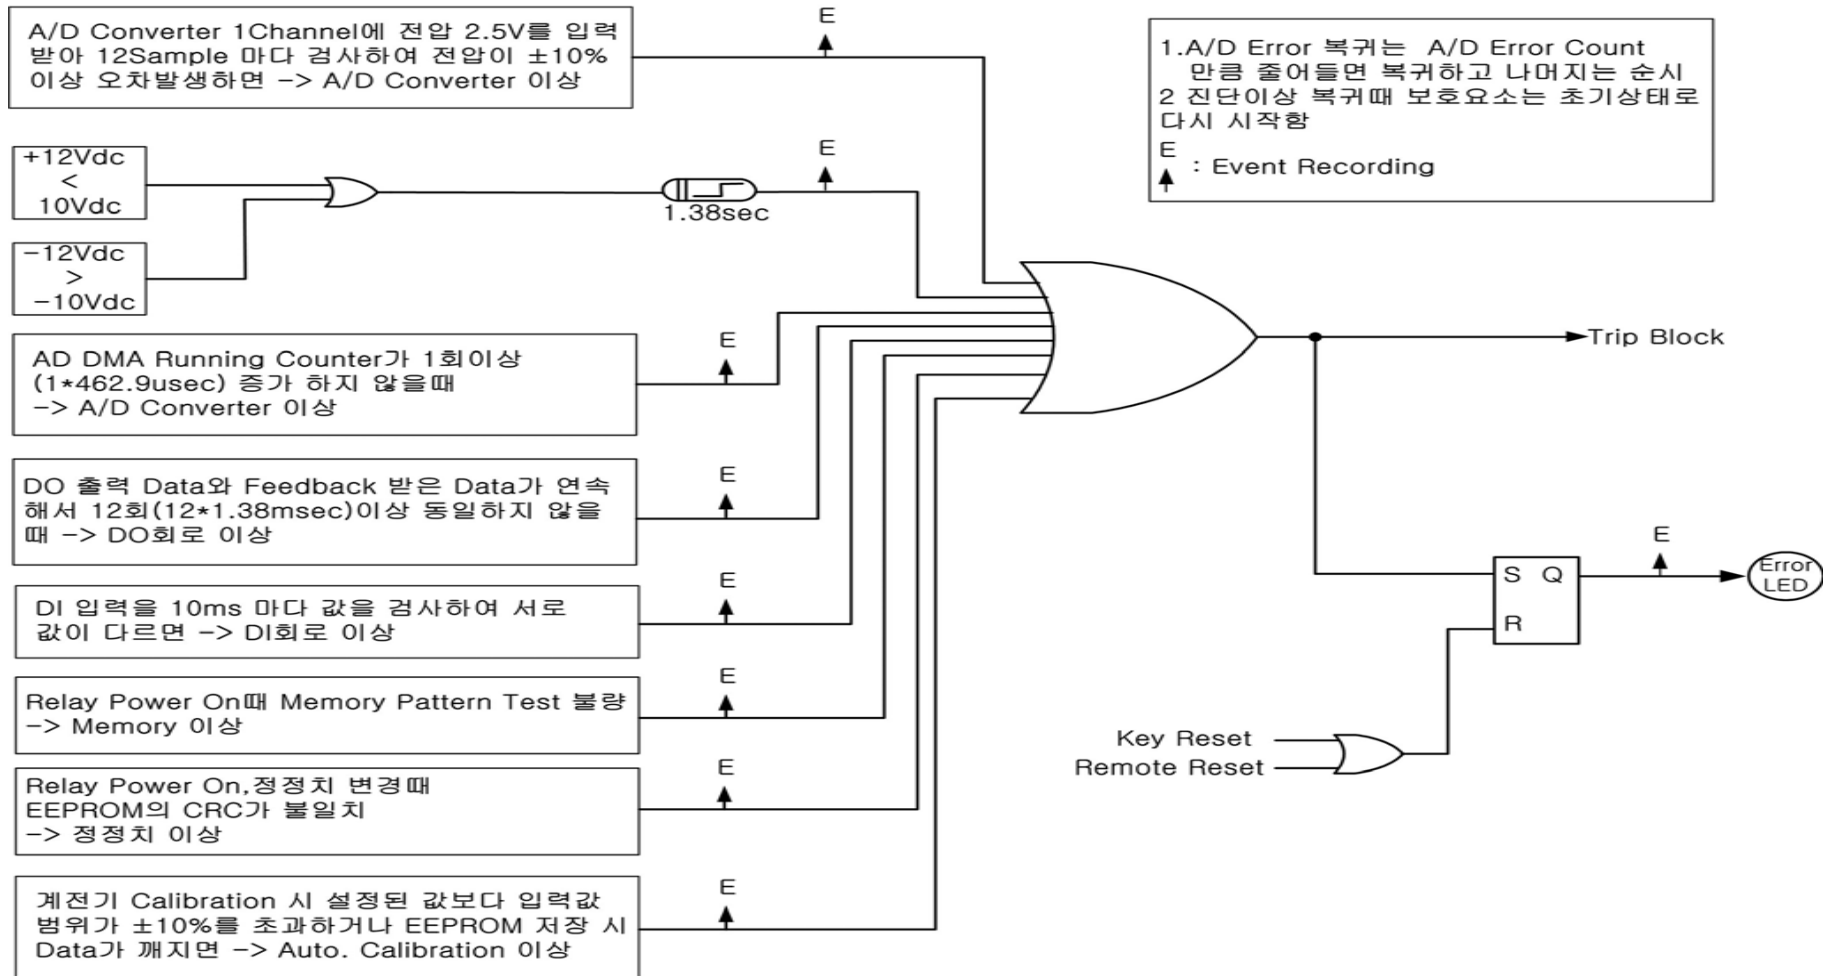 A/D Converter 1Channel에 전압 2.5V를 입력
받아 12Sample 마다 검사하여 전압이 ±10%
이상 오차발생하면 -> A/D Converter 이상
E
1.A/D Error 복귀는 A/D Error Count
만큼 줄어들면 복귀하고 나머지는 순시
2 진단이상 복귀때 보호요소는 초기상태로
다시 시작함
E
: Event Recording
+12Vdc
<
10Vdc
E
1.38sec
-12Vdc
>
-10Vdc
AD DMA Running Counter가 1회이상
(1*462.9usec) 증가 하지 않을때
-> A/D Converter 이상
E
Trip Block
DO 출력 Data와 Feedback 받은 Data가 연속
해서 12회(12*1.38msec)이상 동일하지 않을
때 -> DO회로 이상
E
DI 입력을 10ms 마다 값을 검사하여 서로
값이 다르면 -> DI회로 이상
E
S Q
R
E
Error
LED
Relay Power On때 Memory Pattern Test 불량
-> Memory 이상
E
Key Reset
Remote Reset
Relay Power On,정정치 변경때
EEPROM의 CRC가 불일치
-> 정정치 이상
E
계전기 Calibration 시 설정된 값보다 입력값
범위가 ±10%를 초과하거나 EEPROM 저장 시
Data가 깨지면 -> Auto. Calibration 이상
E